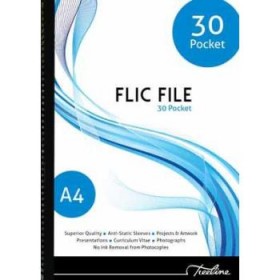 30
Pocket
FLIC FILE
30 Pocket
A4
Superior Quality • Anti-Static Sleeves • Projects & Artwork
Presentations • Curriculum Vitae • Photographs
No Ink Removal from Photocopies
Treeline